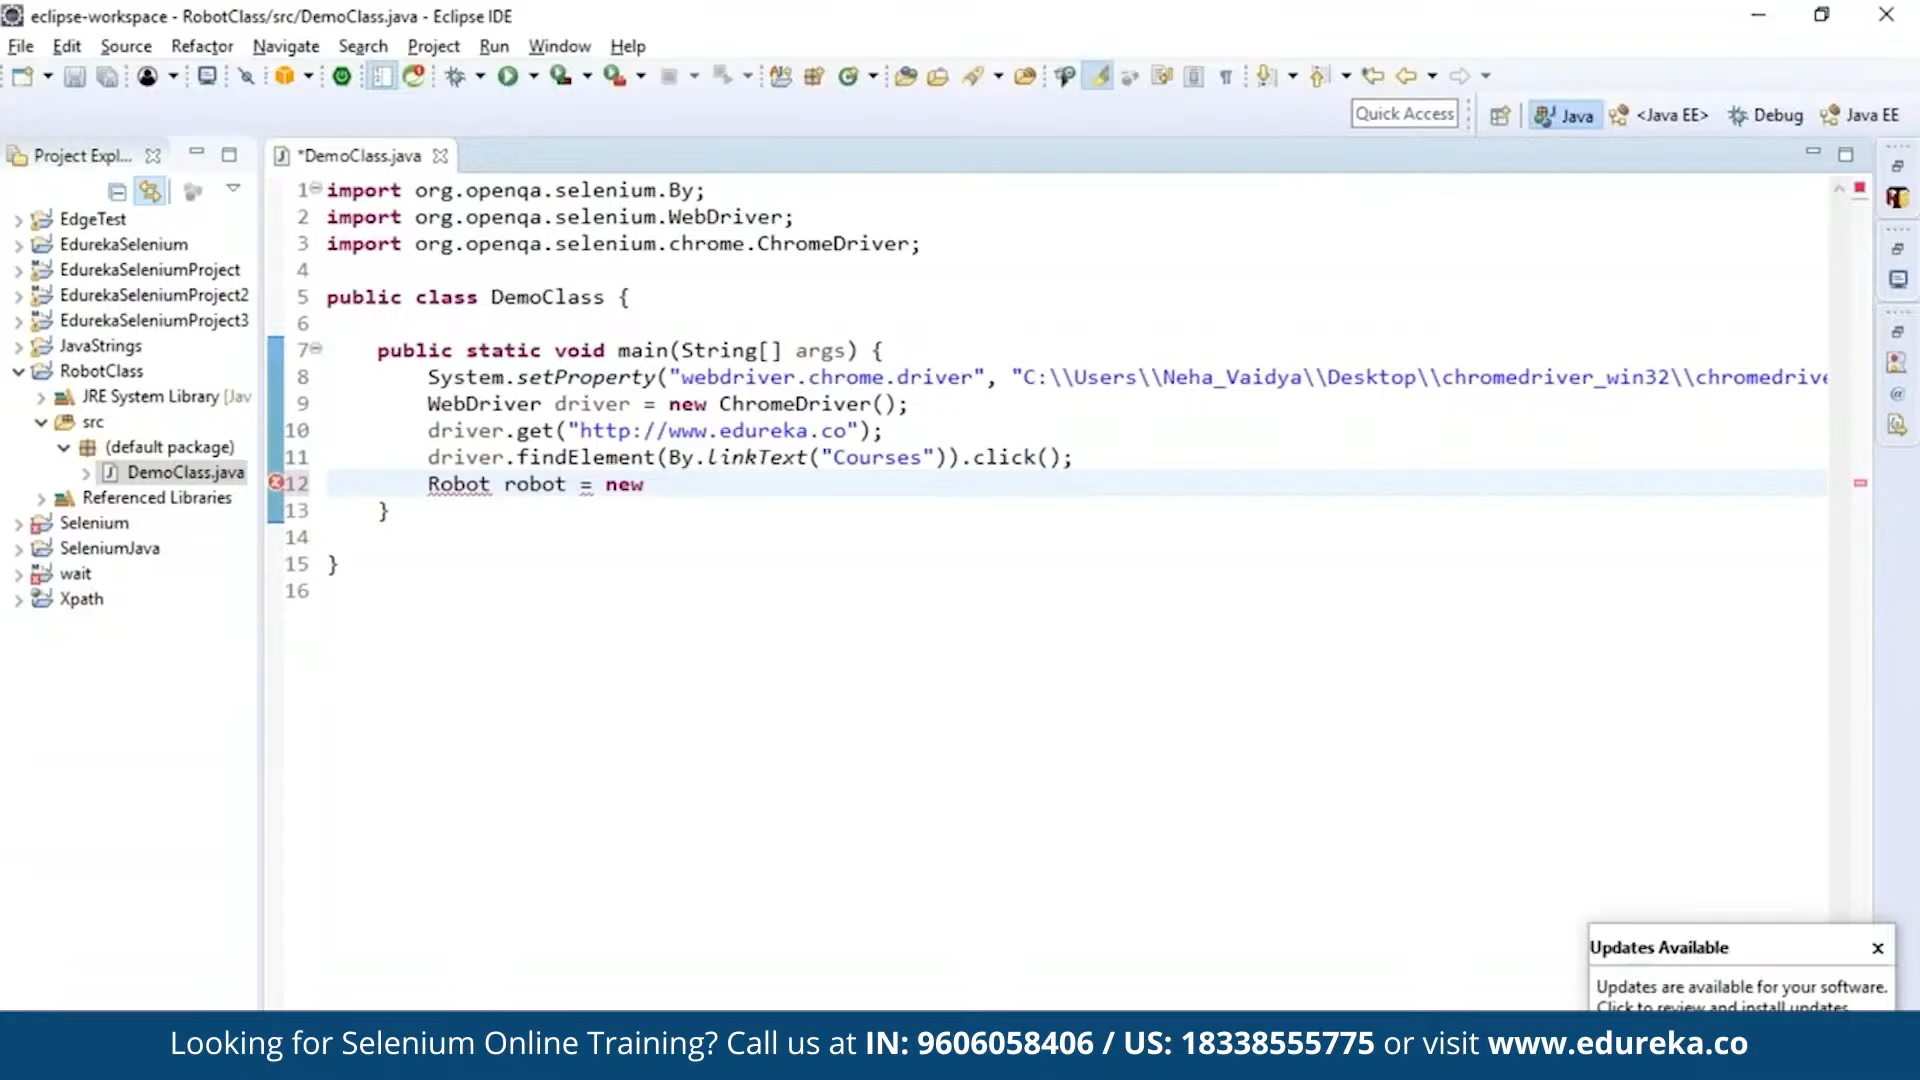 eclipse-workspace - RobotClass/src/DemoClass.java - Eclipse IDE
File Edit Source Refactor Navigate Search Project Run Window Help
Quick Access
Java <Java EE> Debug Java EE
Project Expl...
*DemoClass.java
EdgeTest
EdurekaSelenium
EdurekaSeleniumProject
EdurekaSeleniumProject2
EdurekaSeleniumProject3
JavaStrings
RobotClass
JRE System Library [Jav
src
(default package)
DemoClass.java
Referenced Libraries
Selenium
SeleniumJava
wait
Xpath
1 import org.openqa.selenium.By;
2 import org.openqa.selenium.WebDriver;
3 import org.openqa.selenium.chrome.ChromeDriver;
4
5 public class DemoClass {
6
7 public static void main(String[] args) {
8 System.setProperty("webdriver.chrome.driver", "C:\\Users\\Neha_Vaidya\\Desktop\\chromedriver_win32\\chromedrive
9 WebDriver driver = new ChromeDriver();
10 driver.get("http://www.edureka.co");
11 driver.findElement(By.linkText("Courses")).click();
12 Robot robot = new
13 }
14
15 }
16
Updates Available x
Updates are available for your software.
Click to review and install updates
Looking for Selenium Online Training? Call us at IN: 9606058406 / US: 18338555775 or visit www.edureka.co